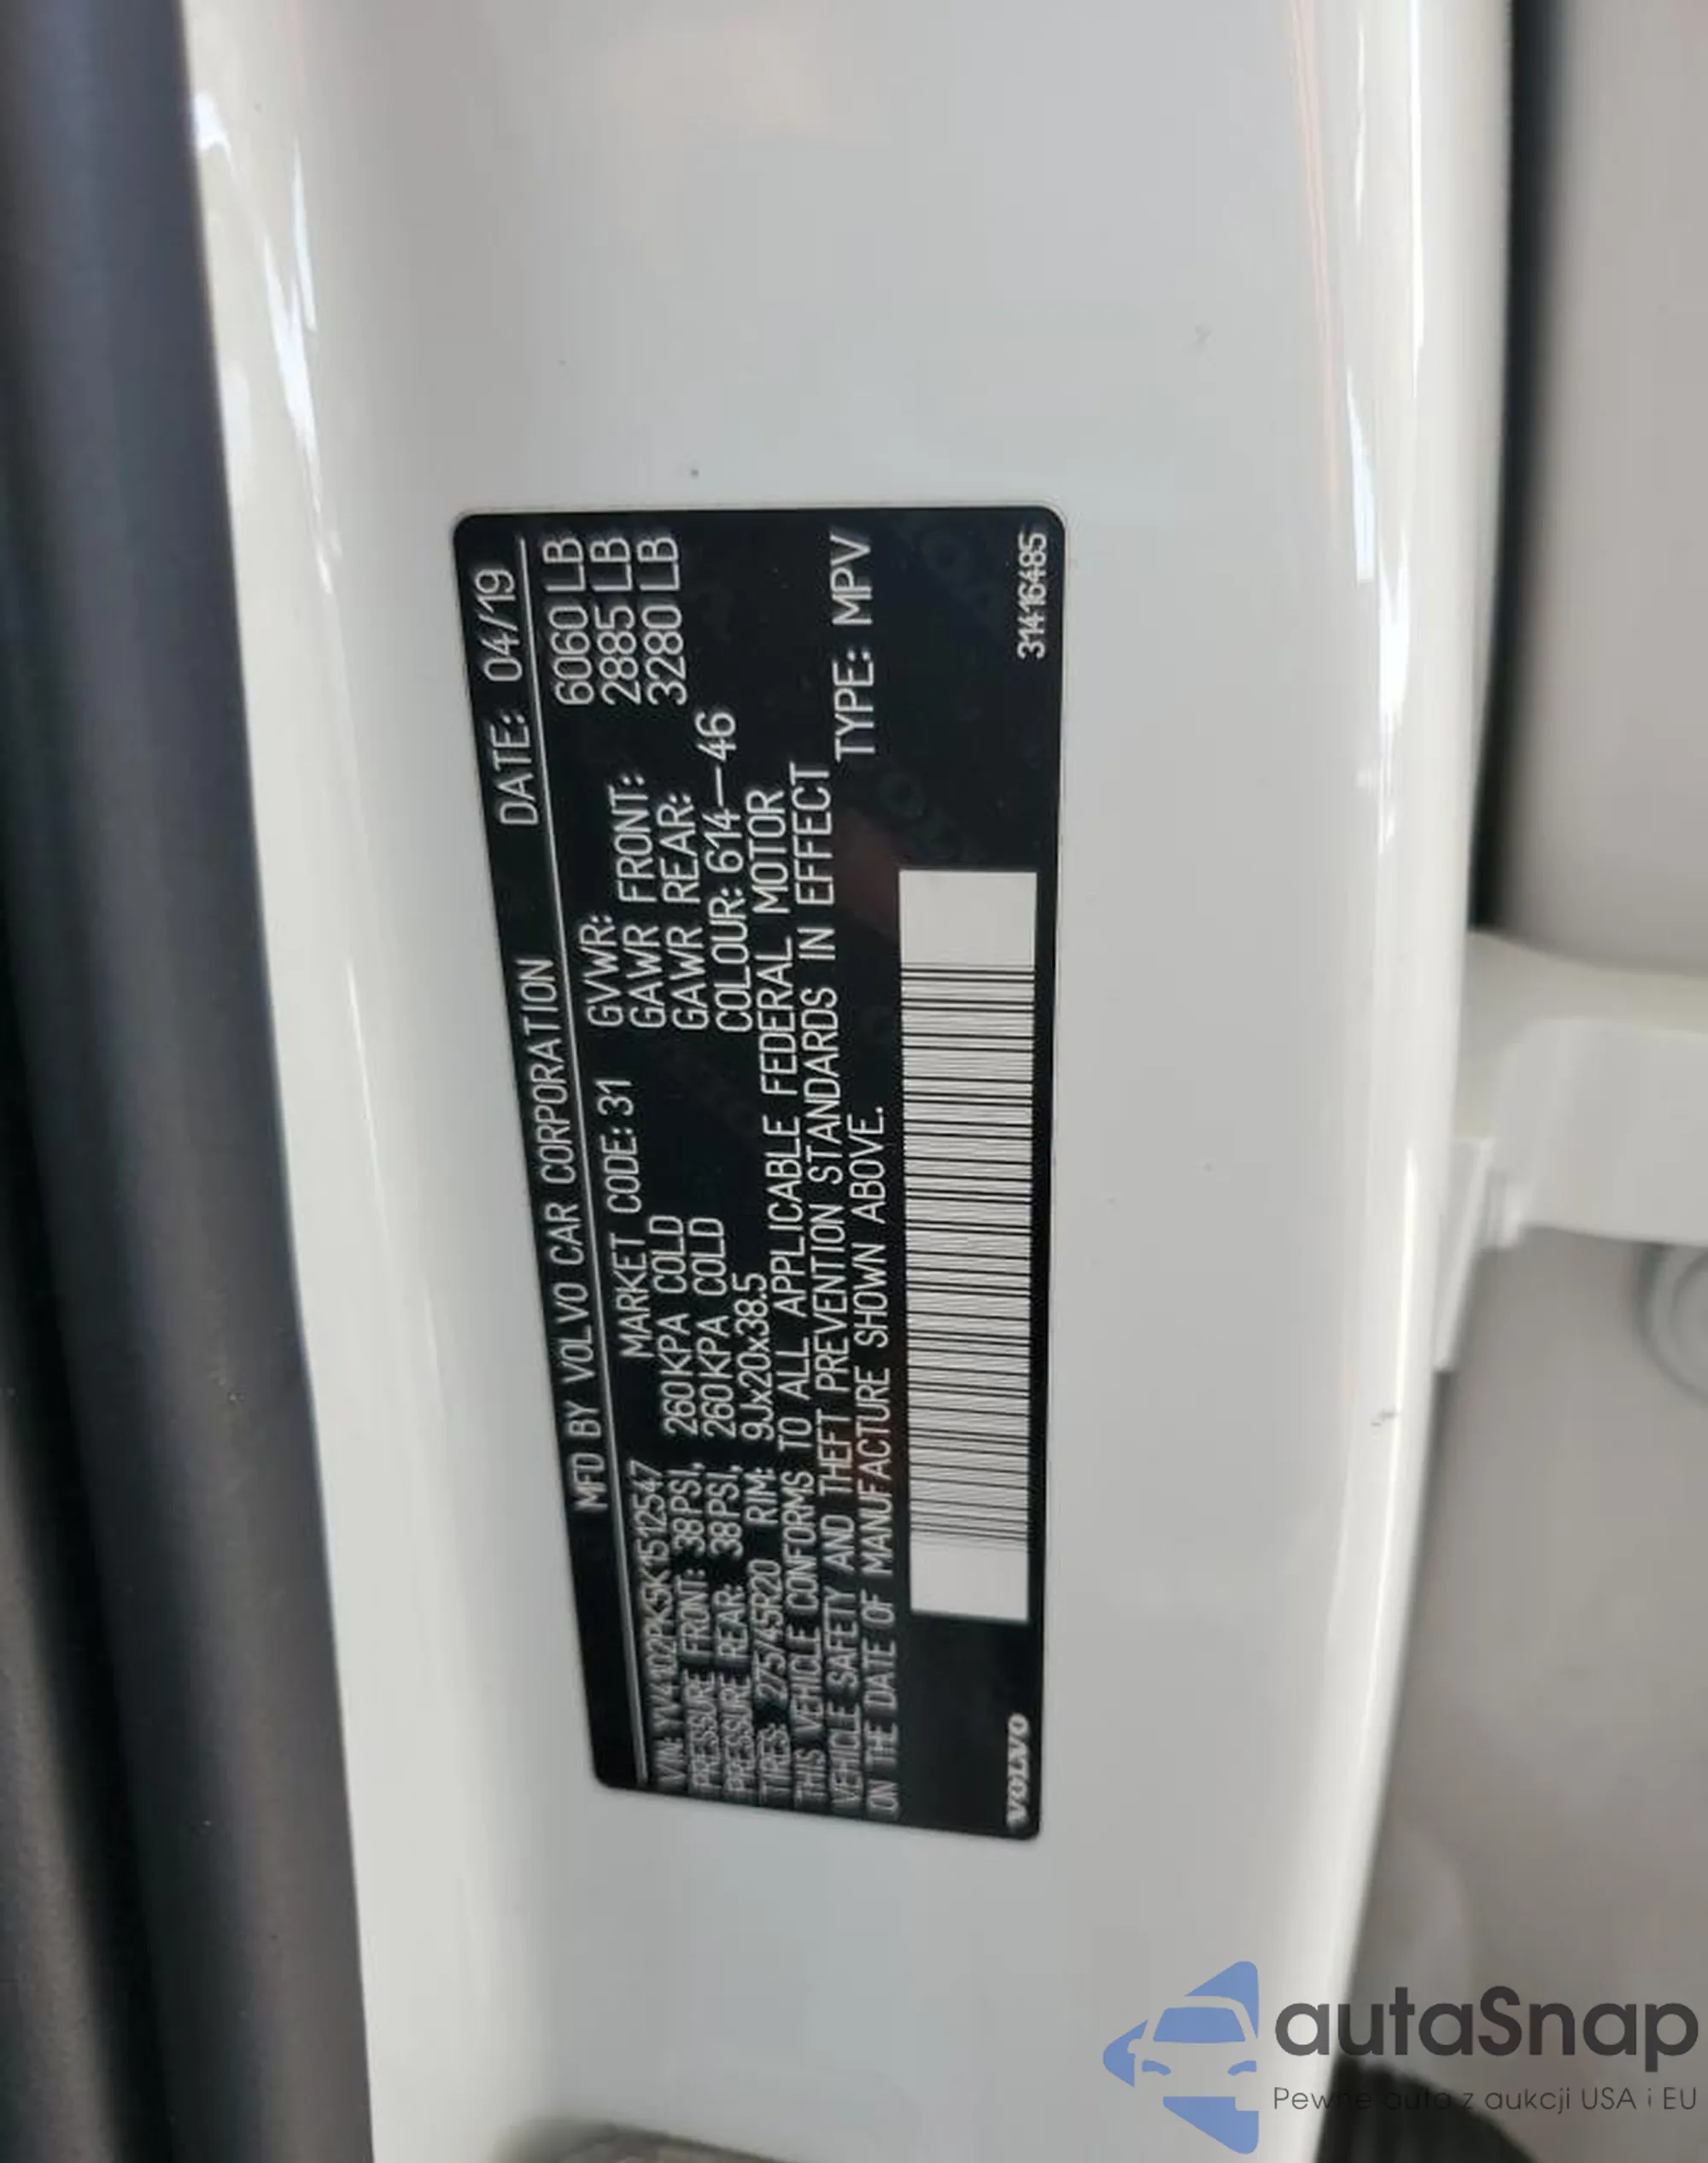 MFD BY VOLVO CAR CORPORATION DATE: 04/19
VIN: YV4102PK5K1512547 MARKET CODE: 31 GVWR: 6060 LB
PRESSURE FRONT: 38PSI, 260KPA COLD GAWR FRONT: 2885 LB
PRESSURE REAR: 38PSI, 260KPA COLD GAWR REAR: 3280 LB
TIRES: 275/45R20 RIM: 9Jx20x38.5 COLOUR: 614—46
THIS VEHICLE CONFORMS TO ALL APPLICABLE FEDERAL MOTOR
VEHICLE SAFETY AND THEFT PREVENTION STANDARDS IN EFFECT
ON THE DATE OF MANUFACTURE SHOWN ABOVE. TYPE: MPV
VOLVO 31416485
autaSnap
Pewne auta z aukcji USA i EU